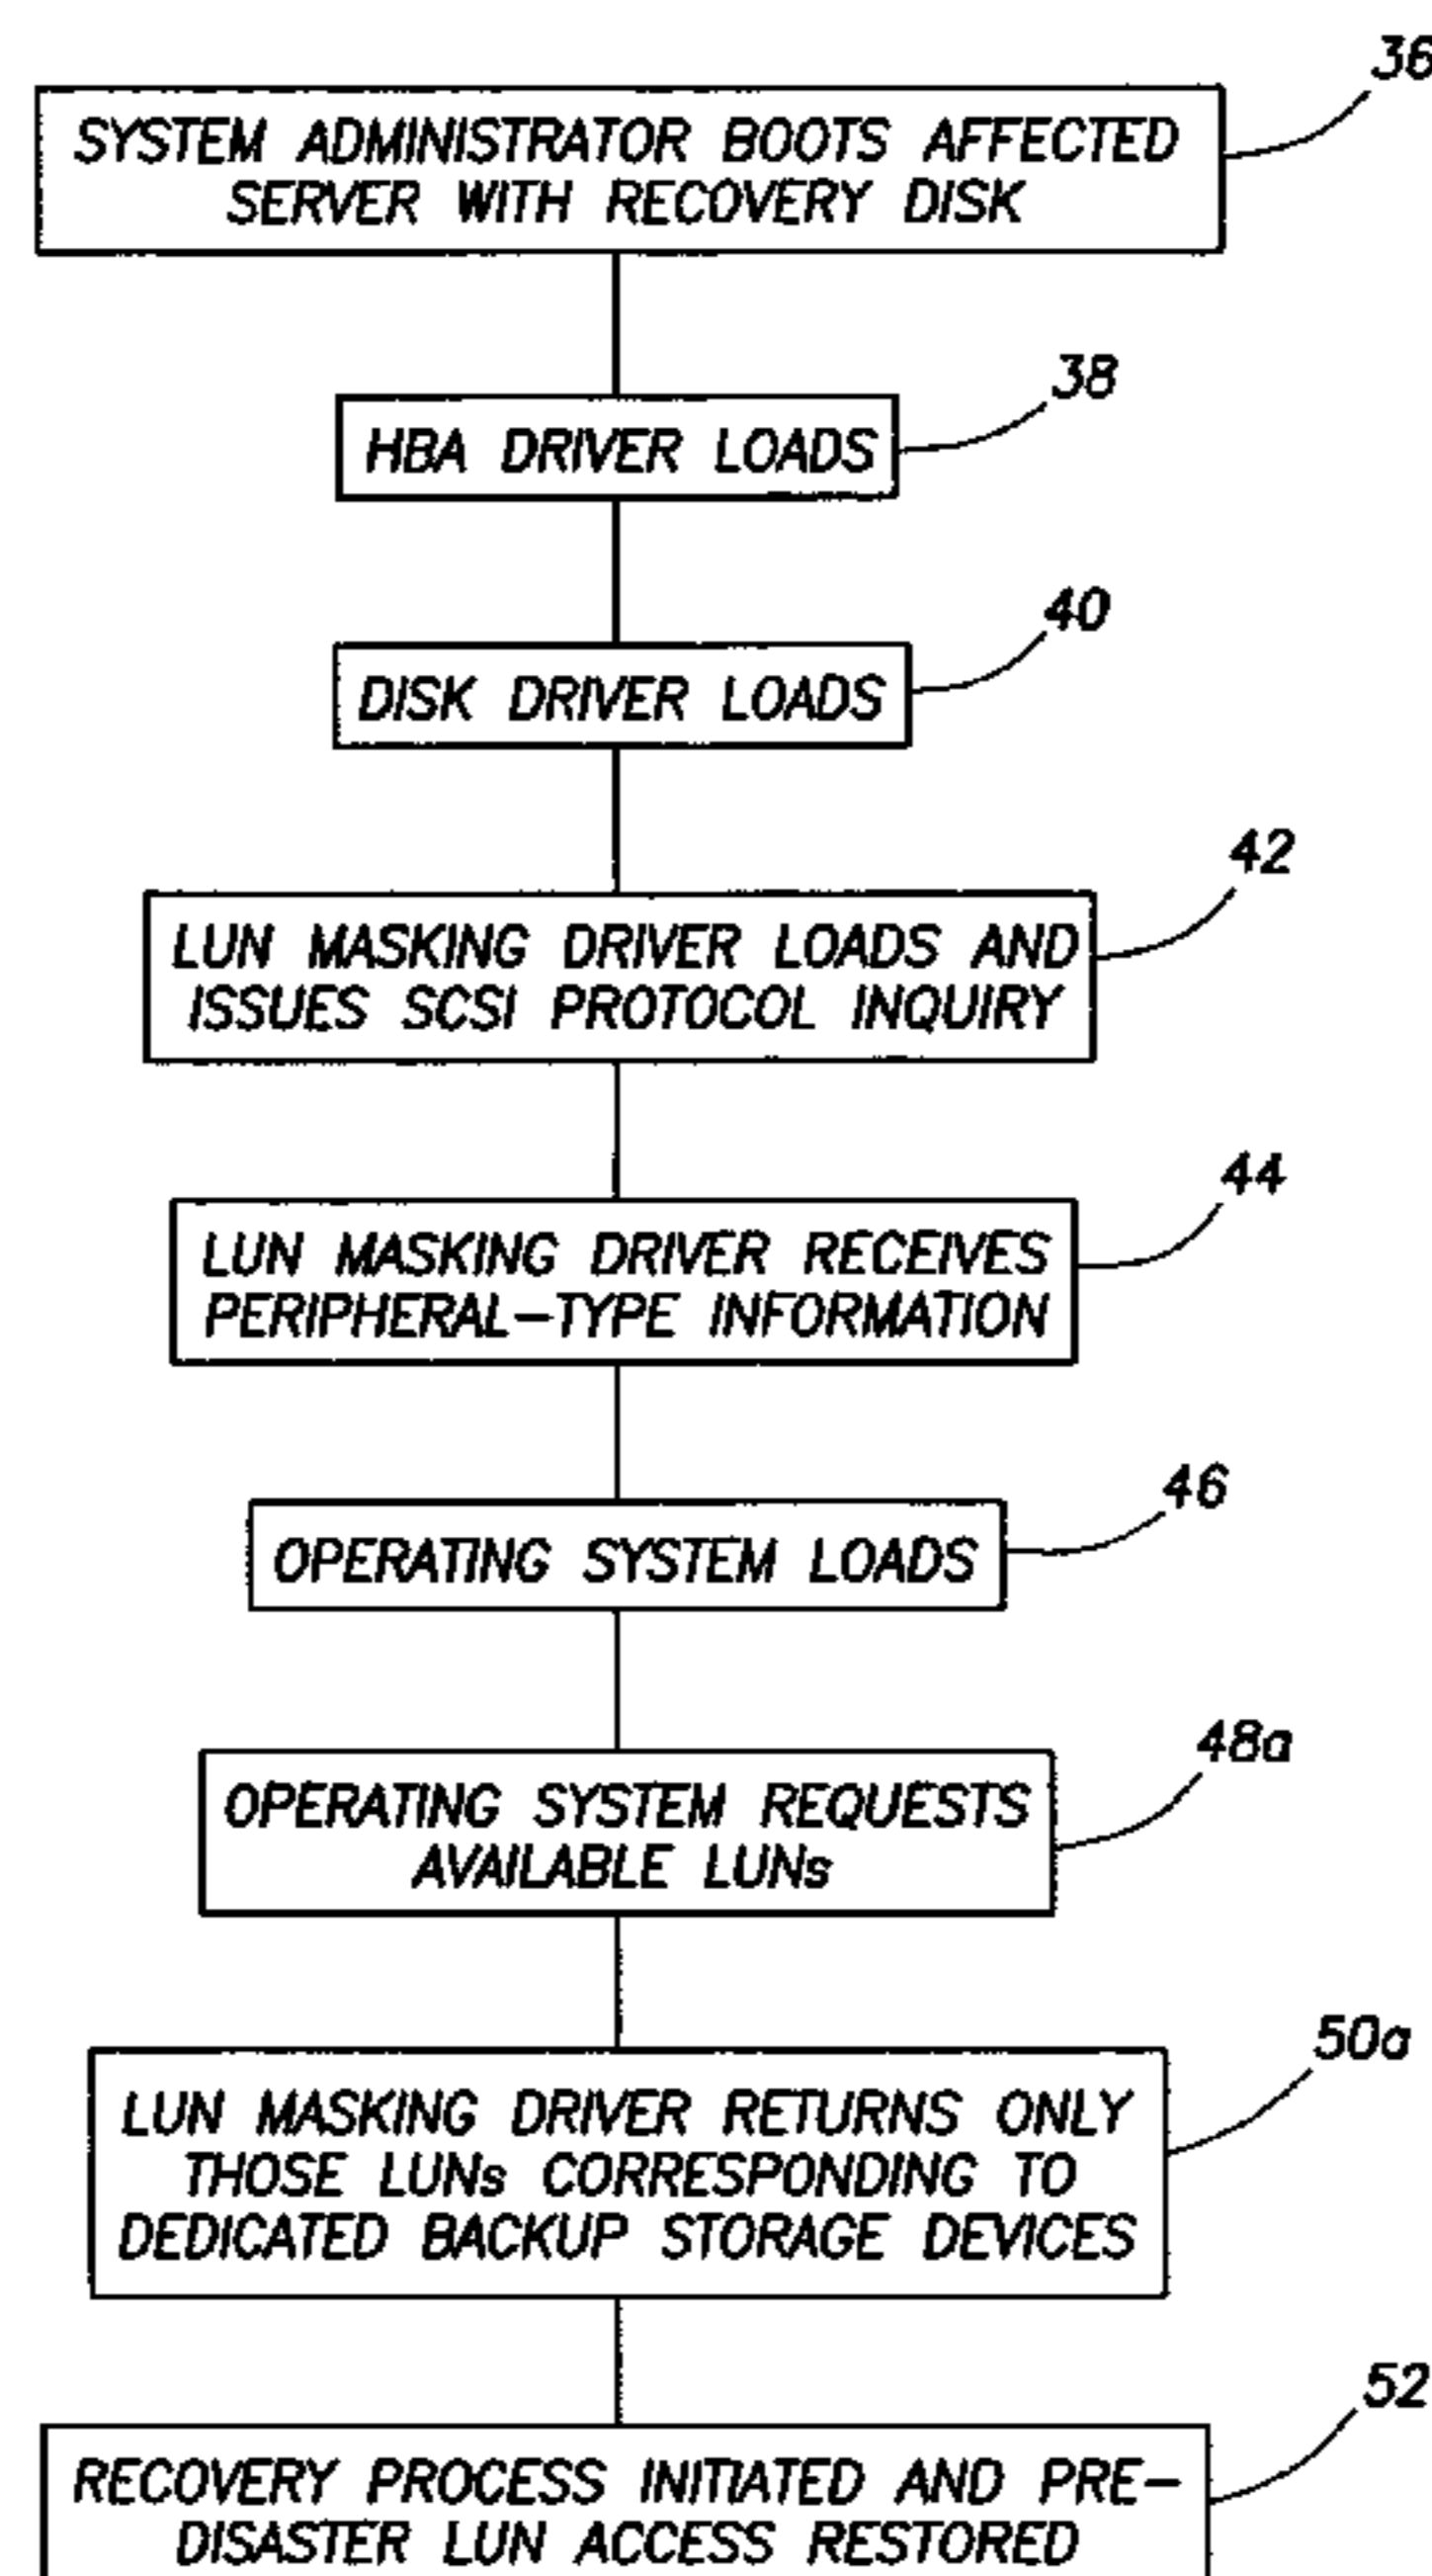 36
SYSTEM ADMINISTRATOR BOOTS AFFECTED
SERVER WITH RECOVERY DISK
38
HBA DRIVER LOADS
40
DISK DRIVER LOADS
42
LUN MASKING DRIVER LOADS AND
ISSUES SCSI PROTOCOL INQUIRY
44
LUN MASKING DRIVER RECEIVES
PERIPHERAL-TYPE INFORMATION
46
OPERATING SYSTEM LOADS
48a
OPERATING SYSTEM REQUESTS
AVAILABLE LUNs
50a
LUN MASKING DRIVER RETURNS ONLY
THOSE LUNs CORRESPONDING TO
DEDICATED BACKUP STORAGE DEVICES
52
RECOVERY PROCESS INITIATED AND PRE-
DISASTER LUN ACCESS RESTORED